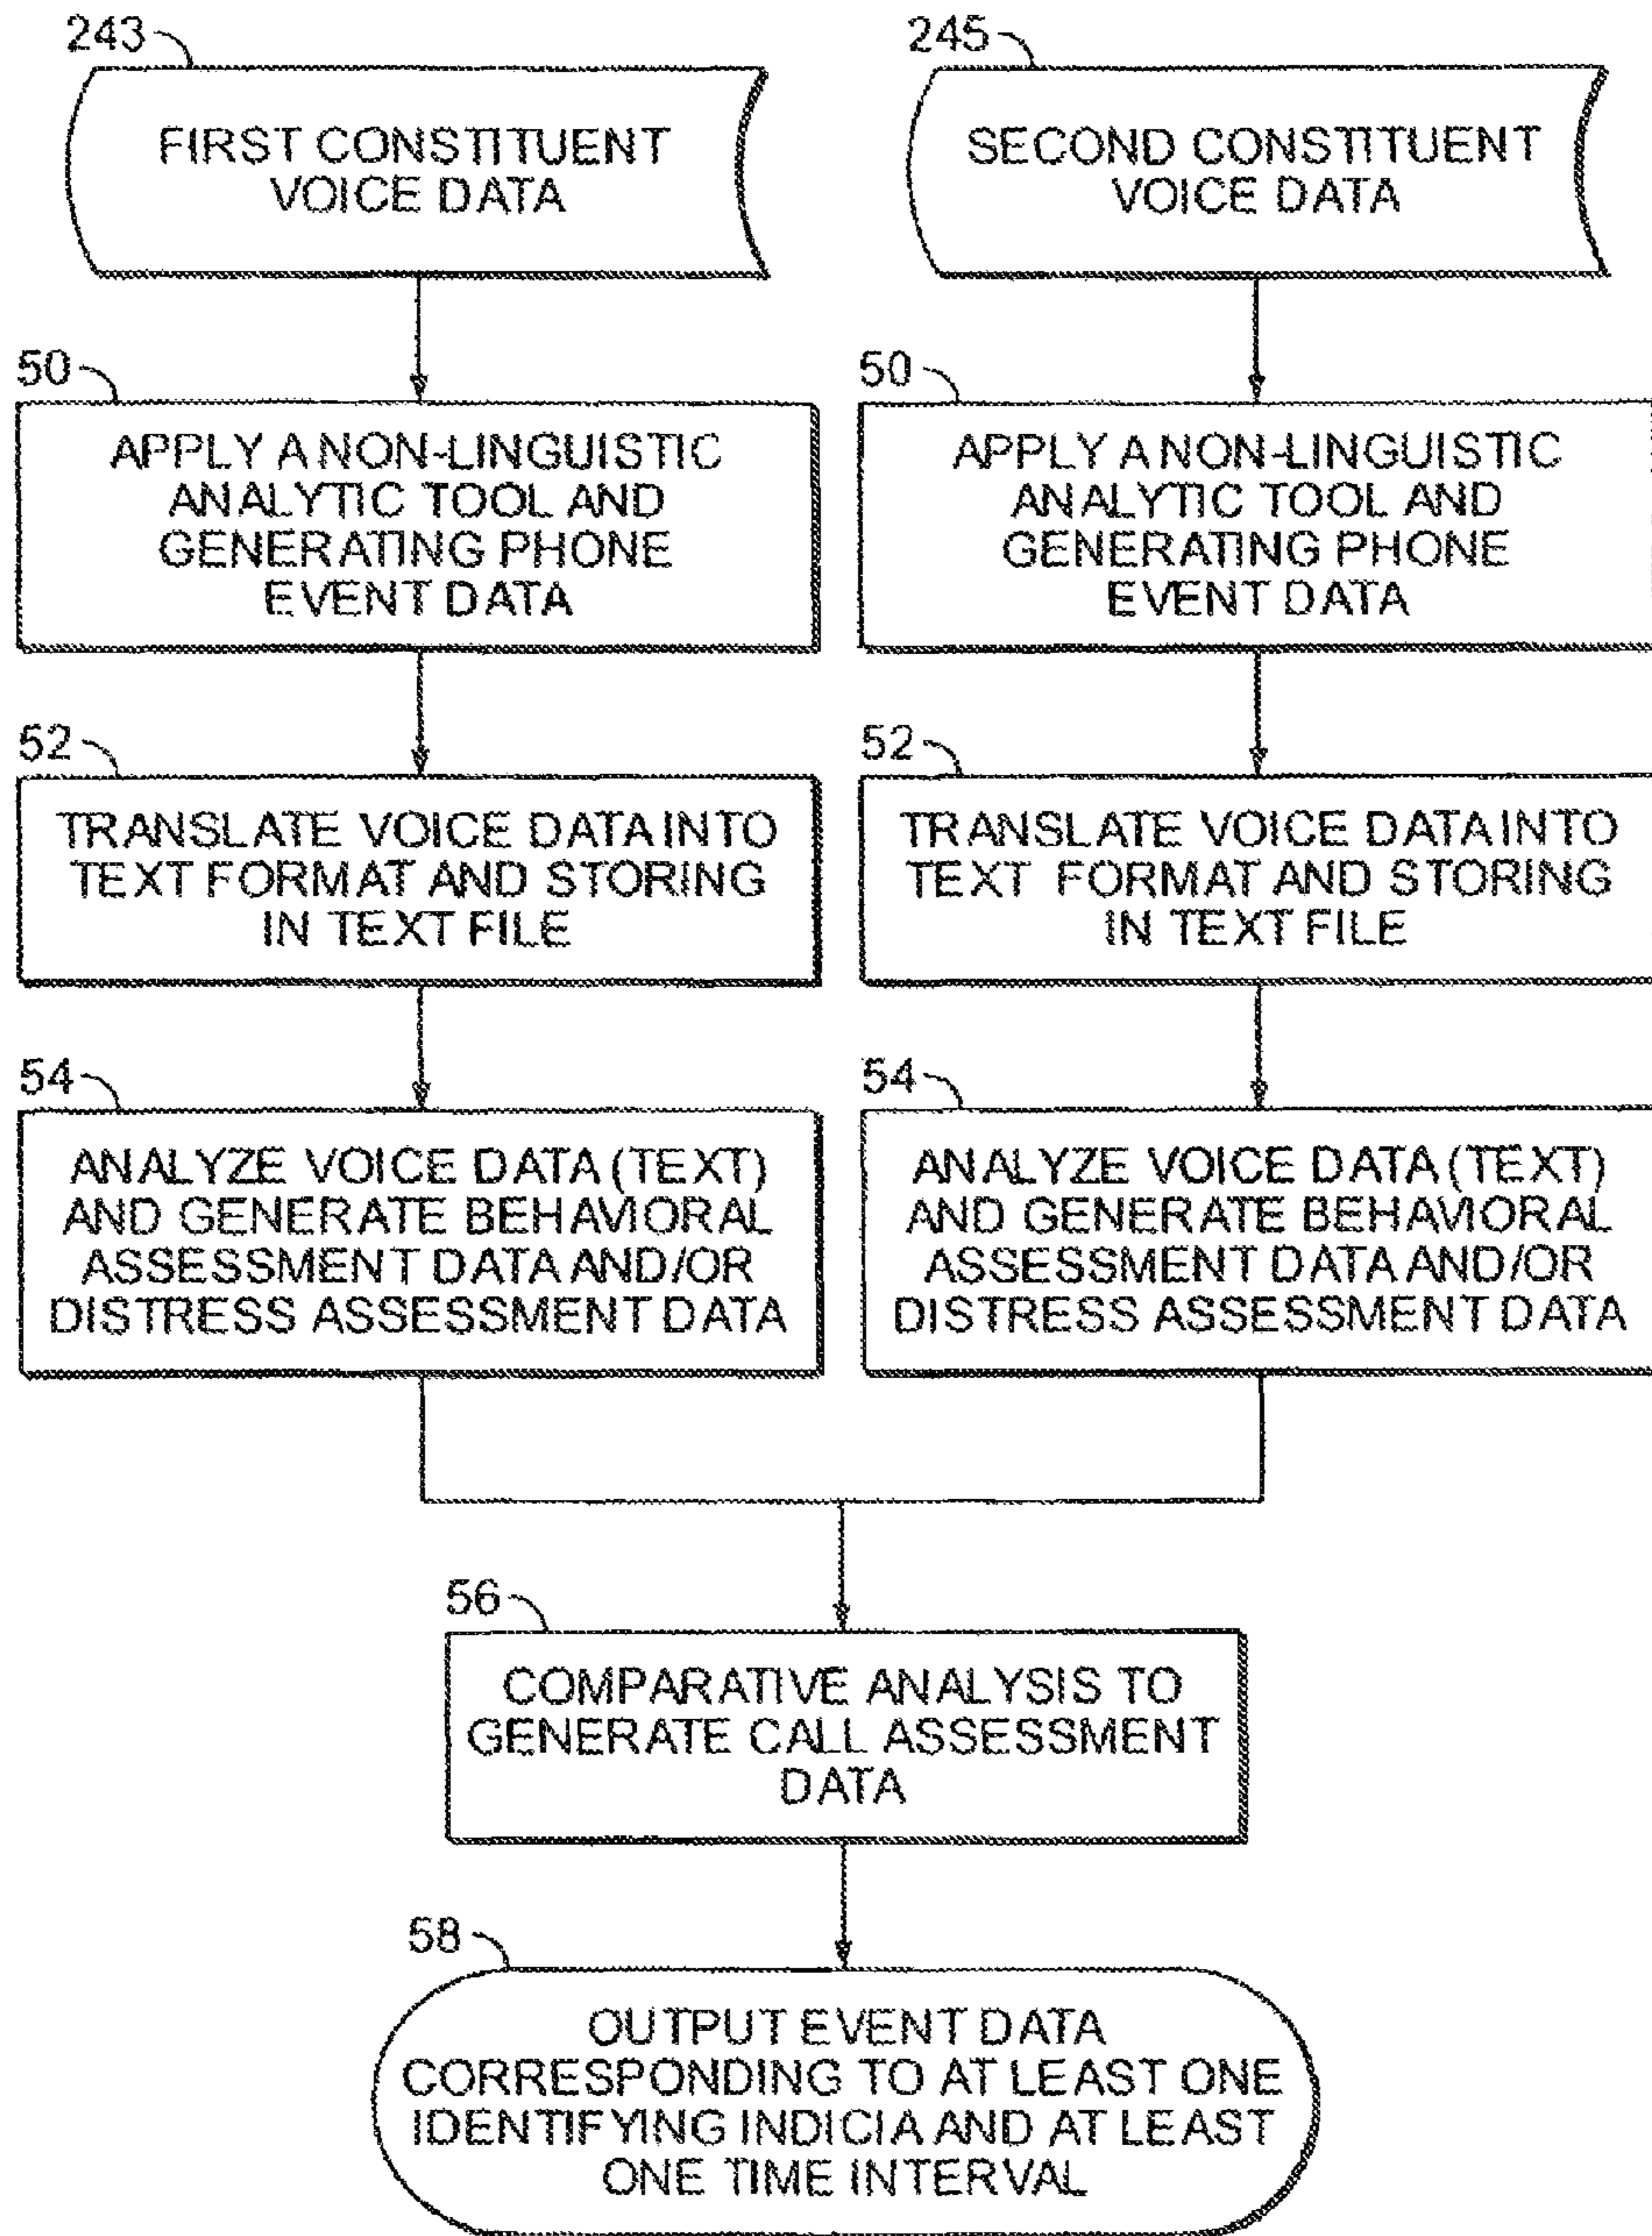 243
FIRST CONSTITUENT
VOICE DATA
245
SECOND CONSTITUENT
VOICE DATA
50
APPLY A NON-LINGUISTIC
ANALYTIC TOOL AND
GENERATING PHONE
EVENT DATA
50
APPLY A NON-LINGUISTIC
ANALYTIC TOOL AND
GENERATING PHONE
EVENT DATA
52
TRANSLATE VOICE DATA INTO
TEXT FORMAT AND STORING
IN TEXT FILE
52
TRANSLATE VOICE DATA INTO
TEXT FORMAT AND STORING
IN TEXT FILE
54
ANALYZE VOICE DATA (TEXT)
AND GENERATE BEHAVIORAL
ASSESSMENT DATA AND/OR
DISTRESS ASSESSMENT DATA
54
ANALYZE VOICE DATA (TEXT)
AND GENERATE BEHAVIORAL
ASSESSMENT DATA AND/OR
DISTRESS ASSESSMENT DATA
56
COMPARATIVE ANALYSIS TO
GENERATE CALL ASSESSMENT
DATA
58
OUTPUT EVENT DATA
CORRESPONDING TO AT LEAST ONE
IDENTIFYING INDICIA AND AT LEAST
ONE TIME INTERVAL